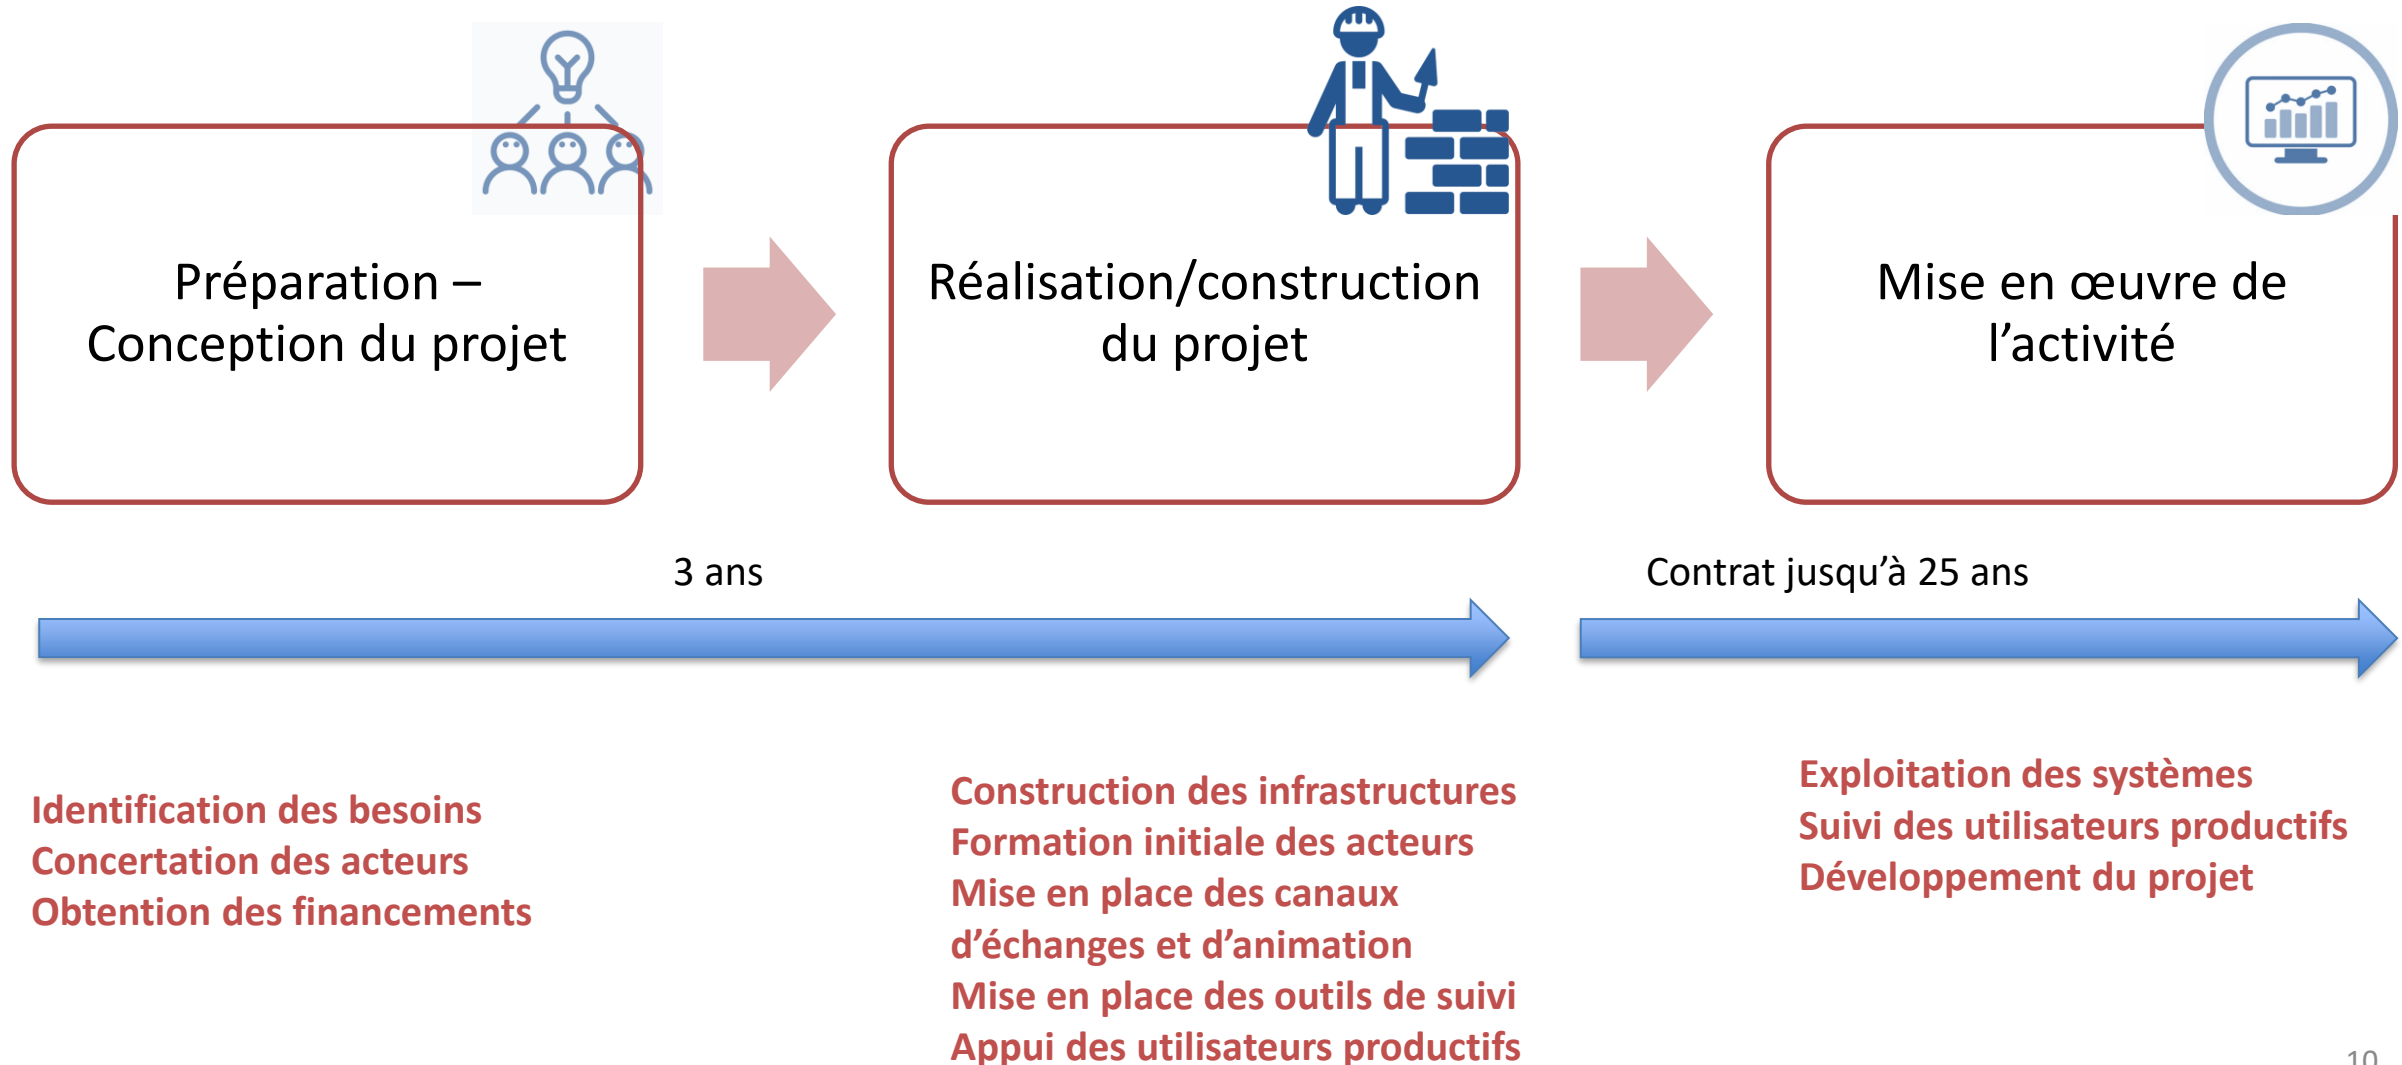 Préparation –
Conception du projet
Réalisation/construction
du projet
Mise en œuvre de
l’activité
3 ans
Contrat jusqu’à 25 ans
Identification des besoins
Concertation des acteurs
Obtention des financements
Construction des infrastructures
Formation initiale des acteurs
Mise en place des canaux
d’échanges et d’animation
Mise en place des outils de suivi
Appui des utilisateurs productifs
Exploitation des systèmes
Suivi des utilisateurs productifs
Développement du projet
10